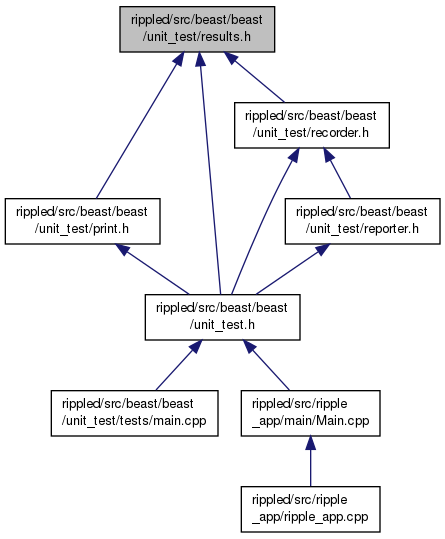 rippled/src/beast/beast
/unit_test/results.h
rippled/src/beast/beast
/unit_test/recorder.h
rippled/src/beast/beast
/unit_test/print.h
rippled/src/beast/beast
/unit_test/reporter.h
rippled/src/beast/beast
/unit_test.h
rippled/src/beast/beast
/unit_test/tests/main.cpp
rippled/src/ripple
_app/main/Main.cpp
rippled/src/ripple
_app/ripple_app.cpp